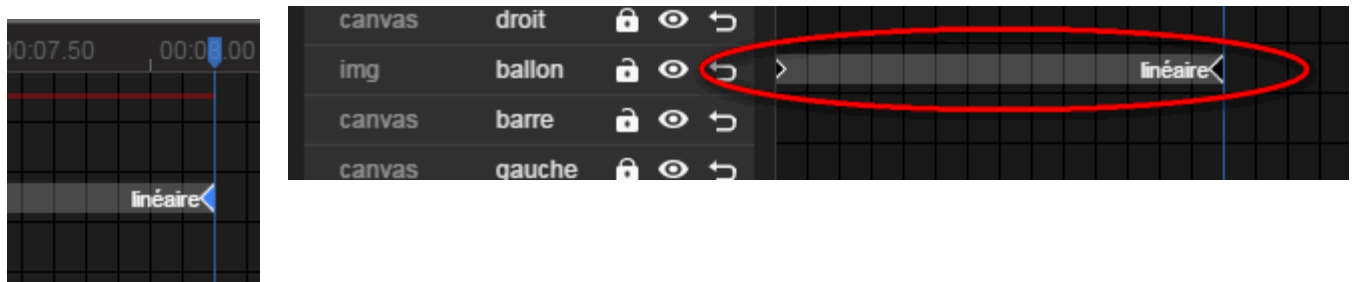 00:07.50 00:08.00
linéaire
canvas droit
img ballon linéaire
canvas barre
canvas gauche